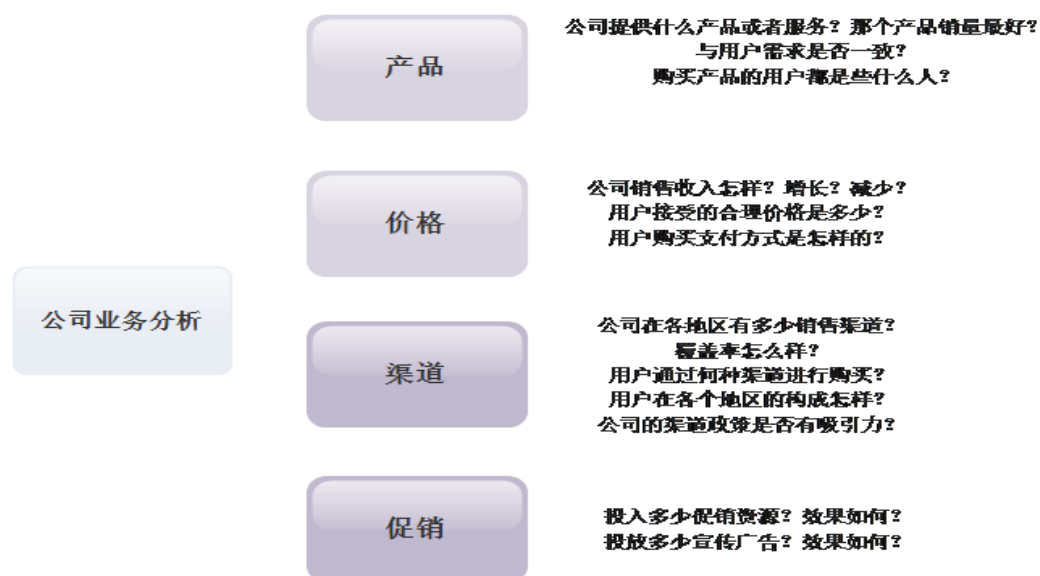 公司业务分析
产品
公司提供什么产品或者服务？那个产品销量最好？
与用户需求是否一致？
购买产品的用户都是些什么人？
价格
公司销售收入怎样？增长？减少？
用户接受的合理价格是多少？
用户购买支付方式是怎样的？
渠道
公司在各地区有多少销售渠道？
覆盖率怎么样？
用户通过何种渠道进行购买？
用户在各个地区的构成怎样？
公司的渠道政策是否有吸引力？
促销
投入多少促销资源？效果如何？
投放多少宣传广告？效果如何？